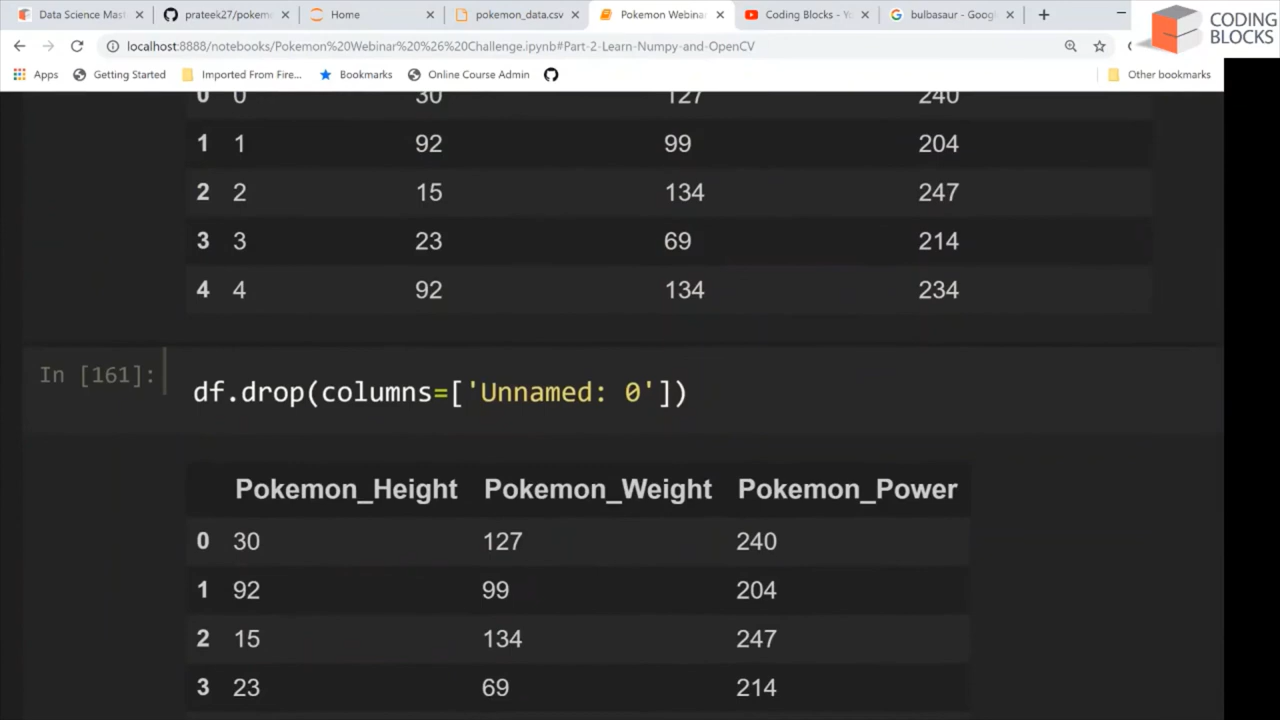 Data Science Mast
prateek27/pokem
Home
pokemon_data.csv
Pokemon Webina
Coding Blocks - Yo
bulbasaur - Googl
CODING
BLOCKS
localhost:8888/notebooks/Pokemon%20Webinar%20%26%20Challenge.ipynb#Part-2-Learn-Numpy-and-OpenCV
Apps Getting Started Imported From Fire... Bookmarks Online Course Admin Other bookmarks
0 0 30 127 240
1 1 92 99 204
2 2 15 134 247
3 3 23 69 214
4 4 92 134 234
In [161]: df.drop(columns=['Unnamed: 0'])
Pokemon_Height Pokemon_Weight Pokemon_Power
0 30 127 240
1 92 99 204
2 15 134 247
3 23 69 214